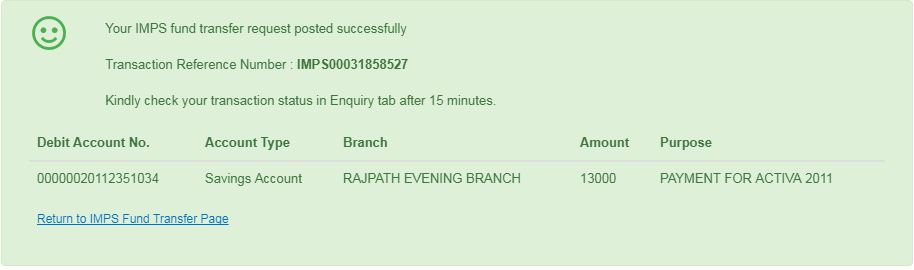 Your IMPS fund transfer request posted successfully
Transaction Reference Number : IMPS00031858527
Kindly check your transaction status in Enquiry tab after 15 minutes.
Debit Account No. Account Type Branch Amount Purpose
00000020112351034 Savings Account RAJPATH EVENING BRANCH 13000 PAYMENT FOR ACTIVA 2011
Return to IMPS Fund Transfer Page